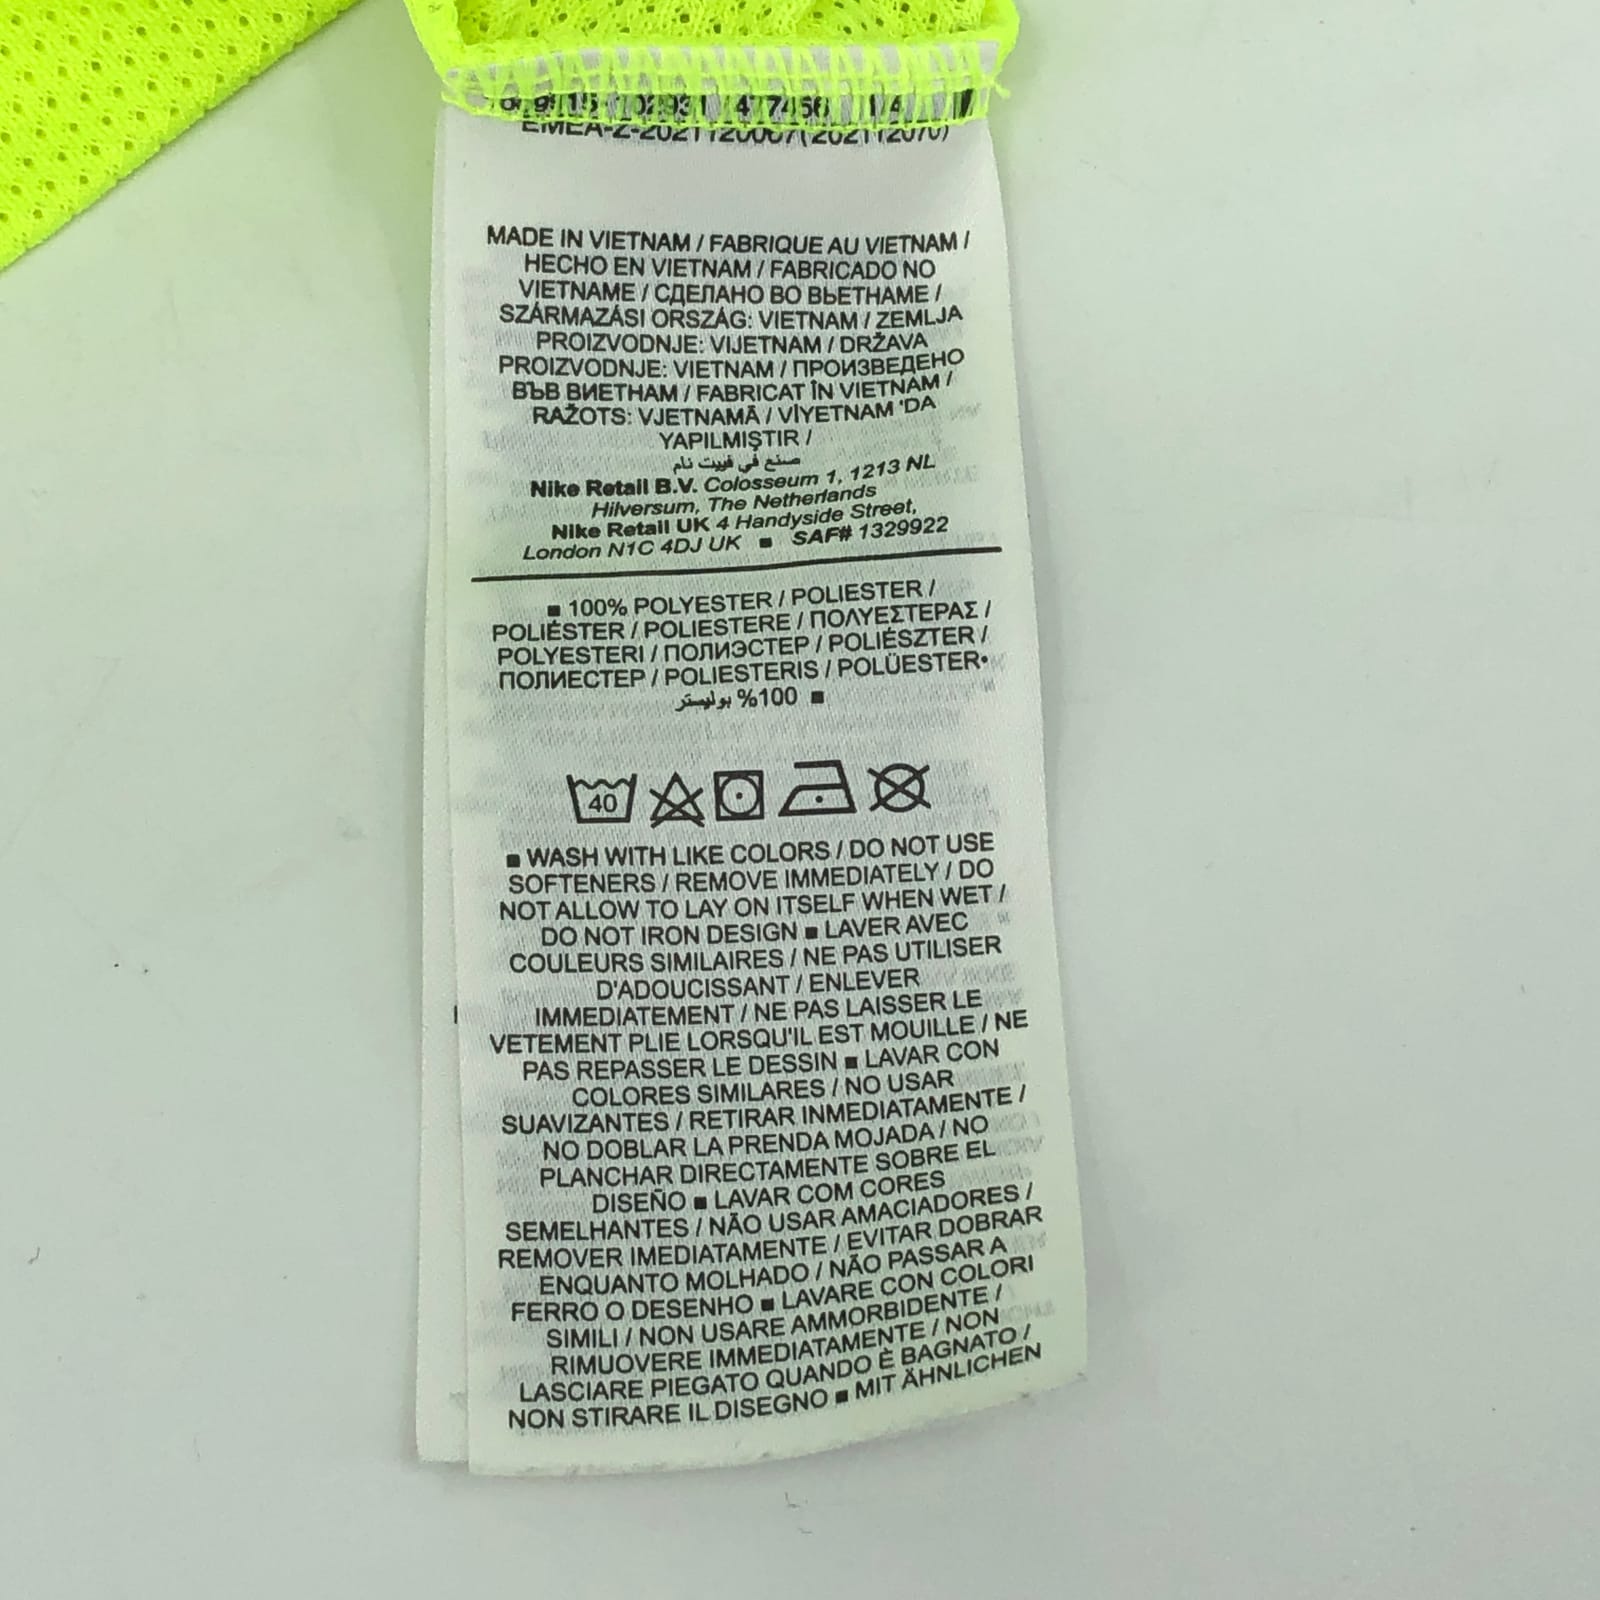 EMEA-Z-2021120067(202112070)
MADE IN VIETNAM / FABRIQUE AU VIETNAM /
HECHO EN VIETNAM / FABRICADO NO
VIETNAME / СДЕЛАНО ВО ВЬЕТНАМЕ /
SZÁRMAZÁSI ORSZÁG: VIETNAM / ZEMLJA
PROIZVODNJE: VIJETNAM / DRŽAVA
PROIZVODNJE: VIETNAM / ПРОИЗВЕДЕНО
ВЪВ ВИЕТНАМ / FABRICAT ÎN VIETNAM /
RAŽOTS: VJETNAMĀ / VİYETNAM 'DA
YAPILMIŞTIR /
صنع في فييت نام
Nike Retail B.V. Colosseum 1, 1213 NL
Hilversum, The Netherlands
Nike Retail UK 4 Handyside Street,
London N1C 4DJ UK ■ SAF# 1329922
■ 100% POLYESTER / POLIESTER /
POLIÉSTER / POLIESTERE / ΠΟΛΥΕΣΤΕΡΑΣ /
POLYESTERI / ПОЛИЭСТЕР / POLIÉSZTER /
ПОЛИЕСТЕР / POLIESTERIS / POLÜESTER•
■ 100% بوليستر
40
■ WASH WITH LIKE COLORS / DO NOT USE
SOFTENERS / REMOVE IMMEDIATELY / DO
NOT ALLOW TO LAY ON ITSELF WHEN WET /
DO NOT IRON DESIGN ■ LAVER AVEC
COULEURS SIMILAIRES / NE PAS UTILISER
D'ADOUCISSANT / ENLEVER
IMMEDIATEMENT / NE PAS LAISSER LE
VETEMENT PLIE LORSQU'IL EST MOUILLE / NE
PAS REPASSER LE DESSIN ■ LAVAR CON
COLORES SIMILARES / NO USAR
SUAVIZANTES / RETIRAR INMEDIATAMENTE /
NO DOBLAR LA PRENDA MOJADA / NO
PLANCHAR DIRECTAMENTE SOBRE EL
DISEÑO ■ LAVAR COM CORES
SEMELHANTES / NÃO USAR AMACIADORES /
REMOVER IMEDIATAMENTE / EVITAR DOBRAR
ENQUANTO MOLHADO / NÃO PASSAR A
FERRO O DESENHO ■ LAVARE CON COLORI
SIMILI / NON USARE AMMORBIDENTE /
RIMUOVERE IMMEDIATAMENTE / NON
LASCIARE PIEGATO QUANDO È BAGNATO /
NON STIRARE IL DISEGNO ■ MIT ÄHNLICHEN